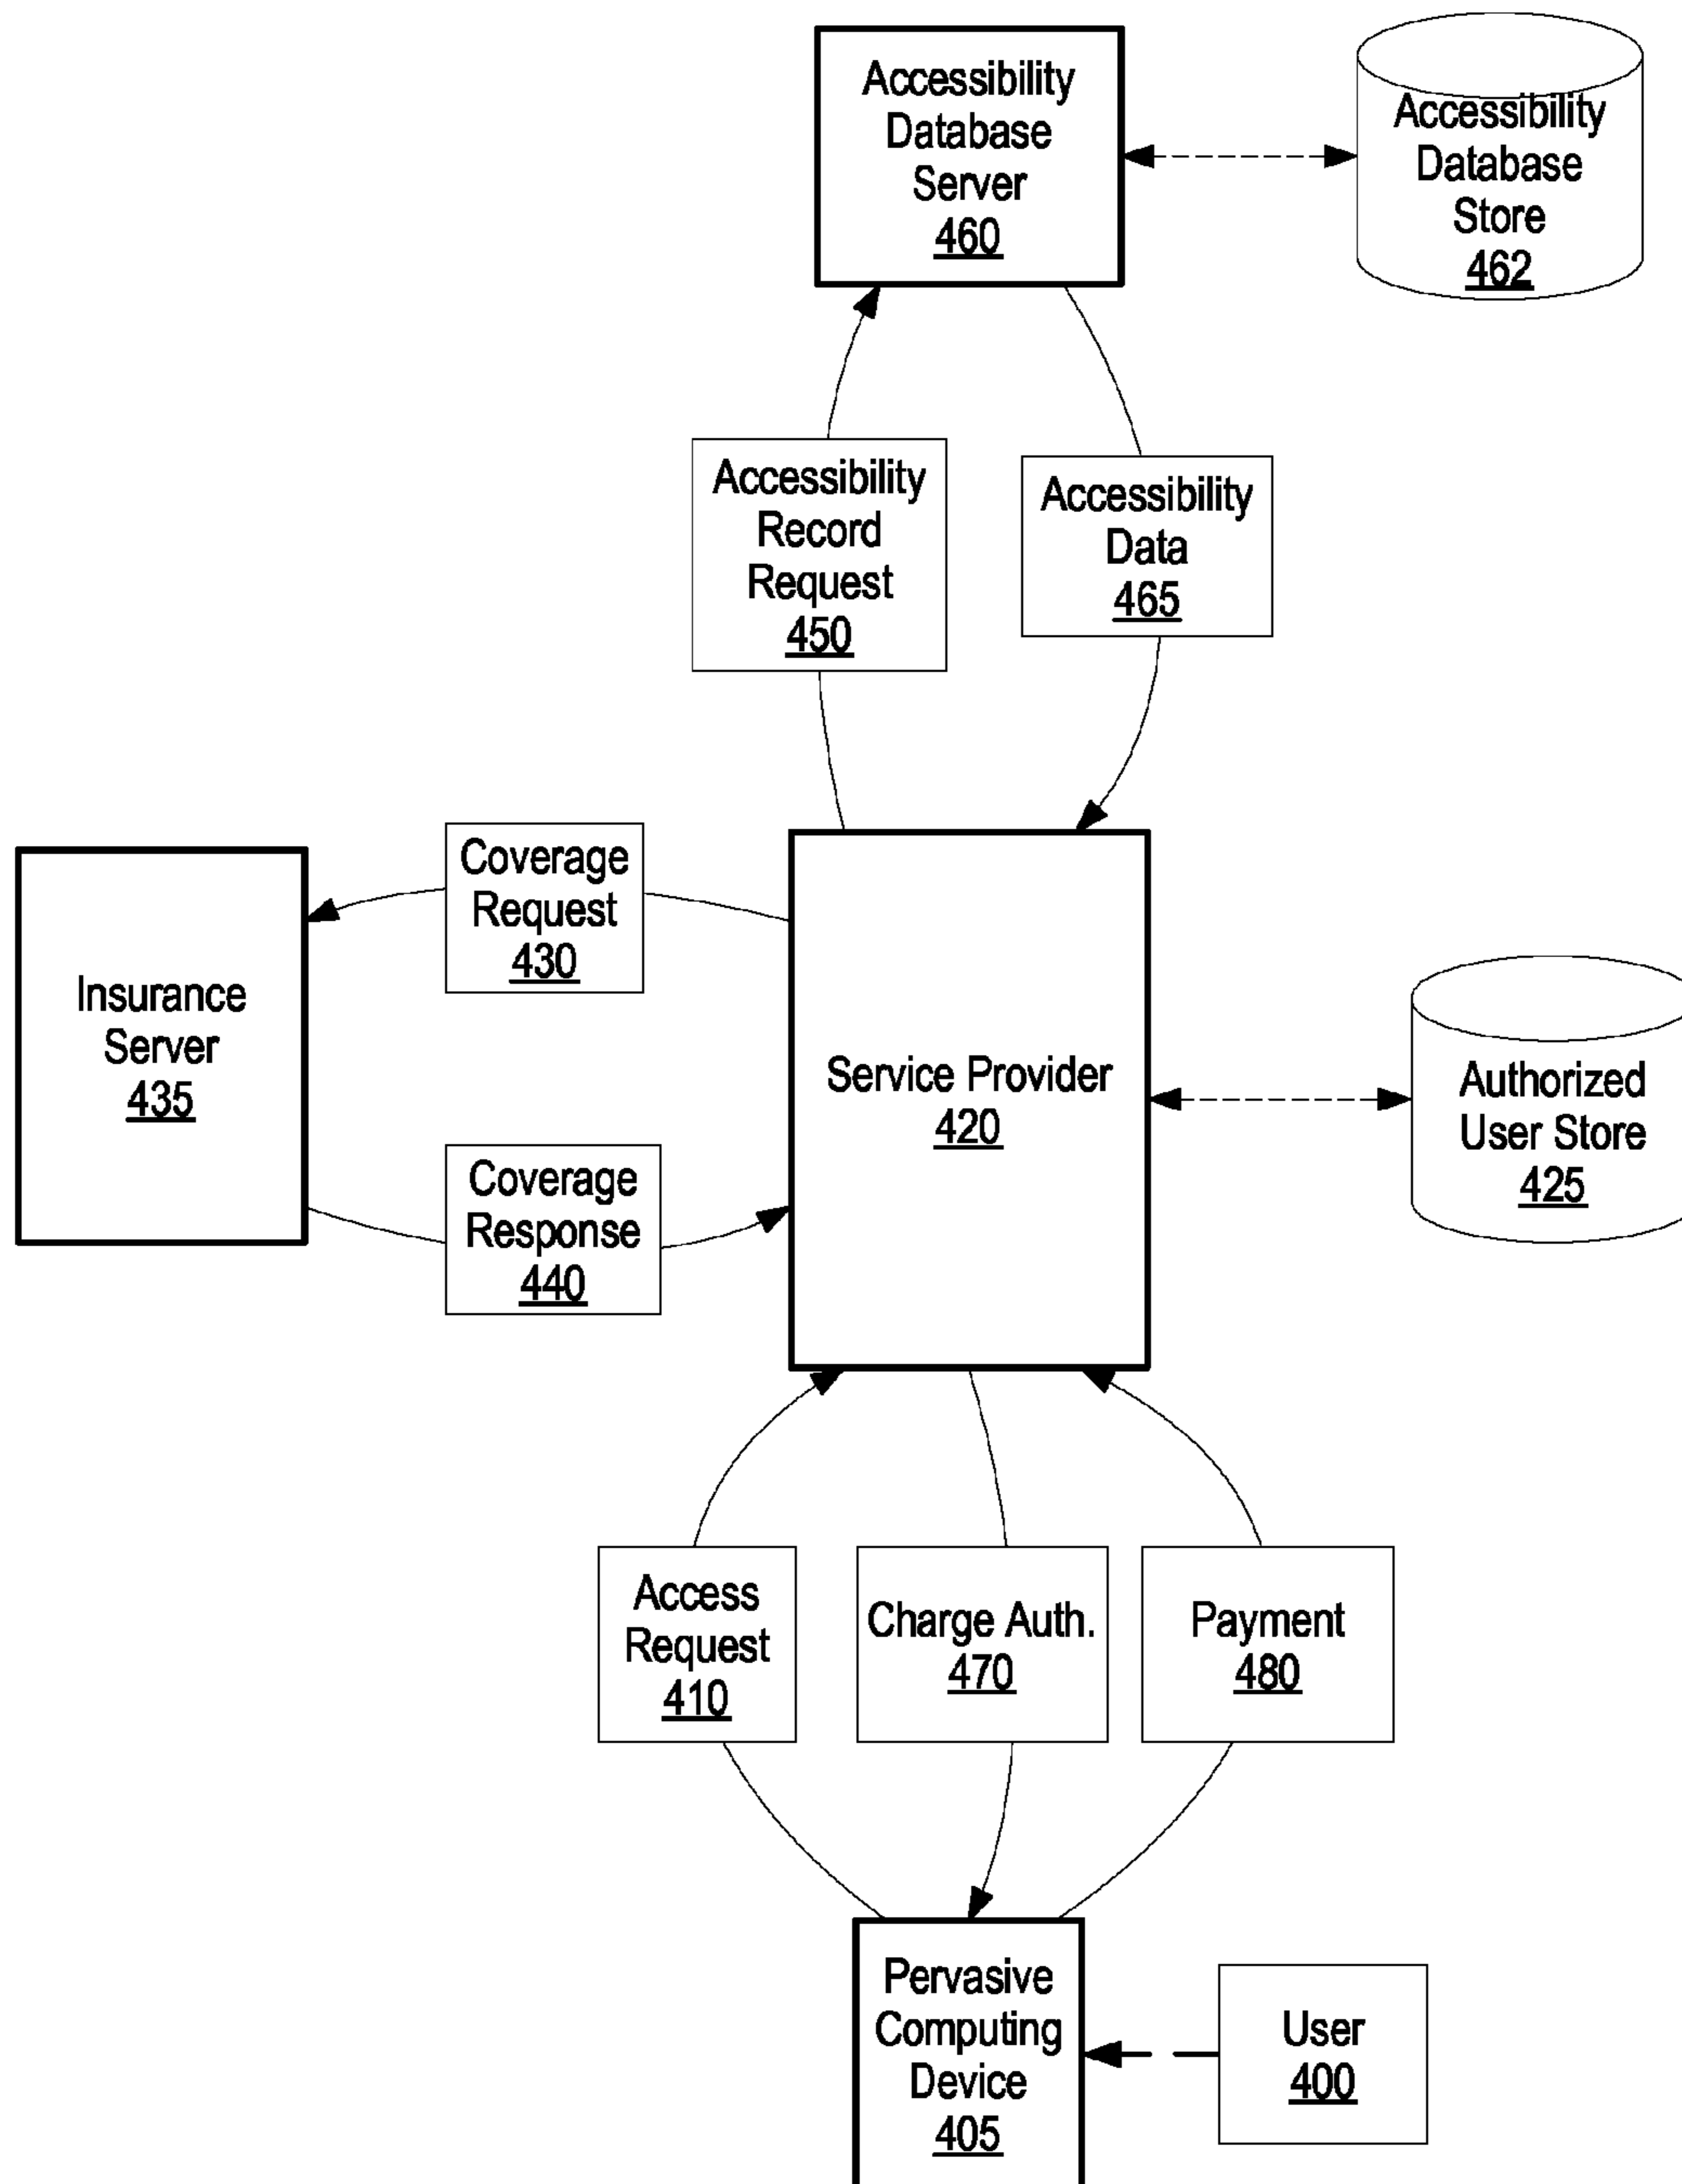 Accessibility
Database
Server
460
Accessibility
Database
Store
462
Accessibility
Record
Request
450
Accessibility
Data
465
Coverage
Request
430
Insurance
Server
435
Service Provider
420
Authorized
User Store
425
Coverage
Response
440
Access
Request
410
Charge Auth.
470
Payment
480
Pervasive
Computing
Device
405
User
400